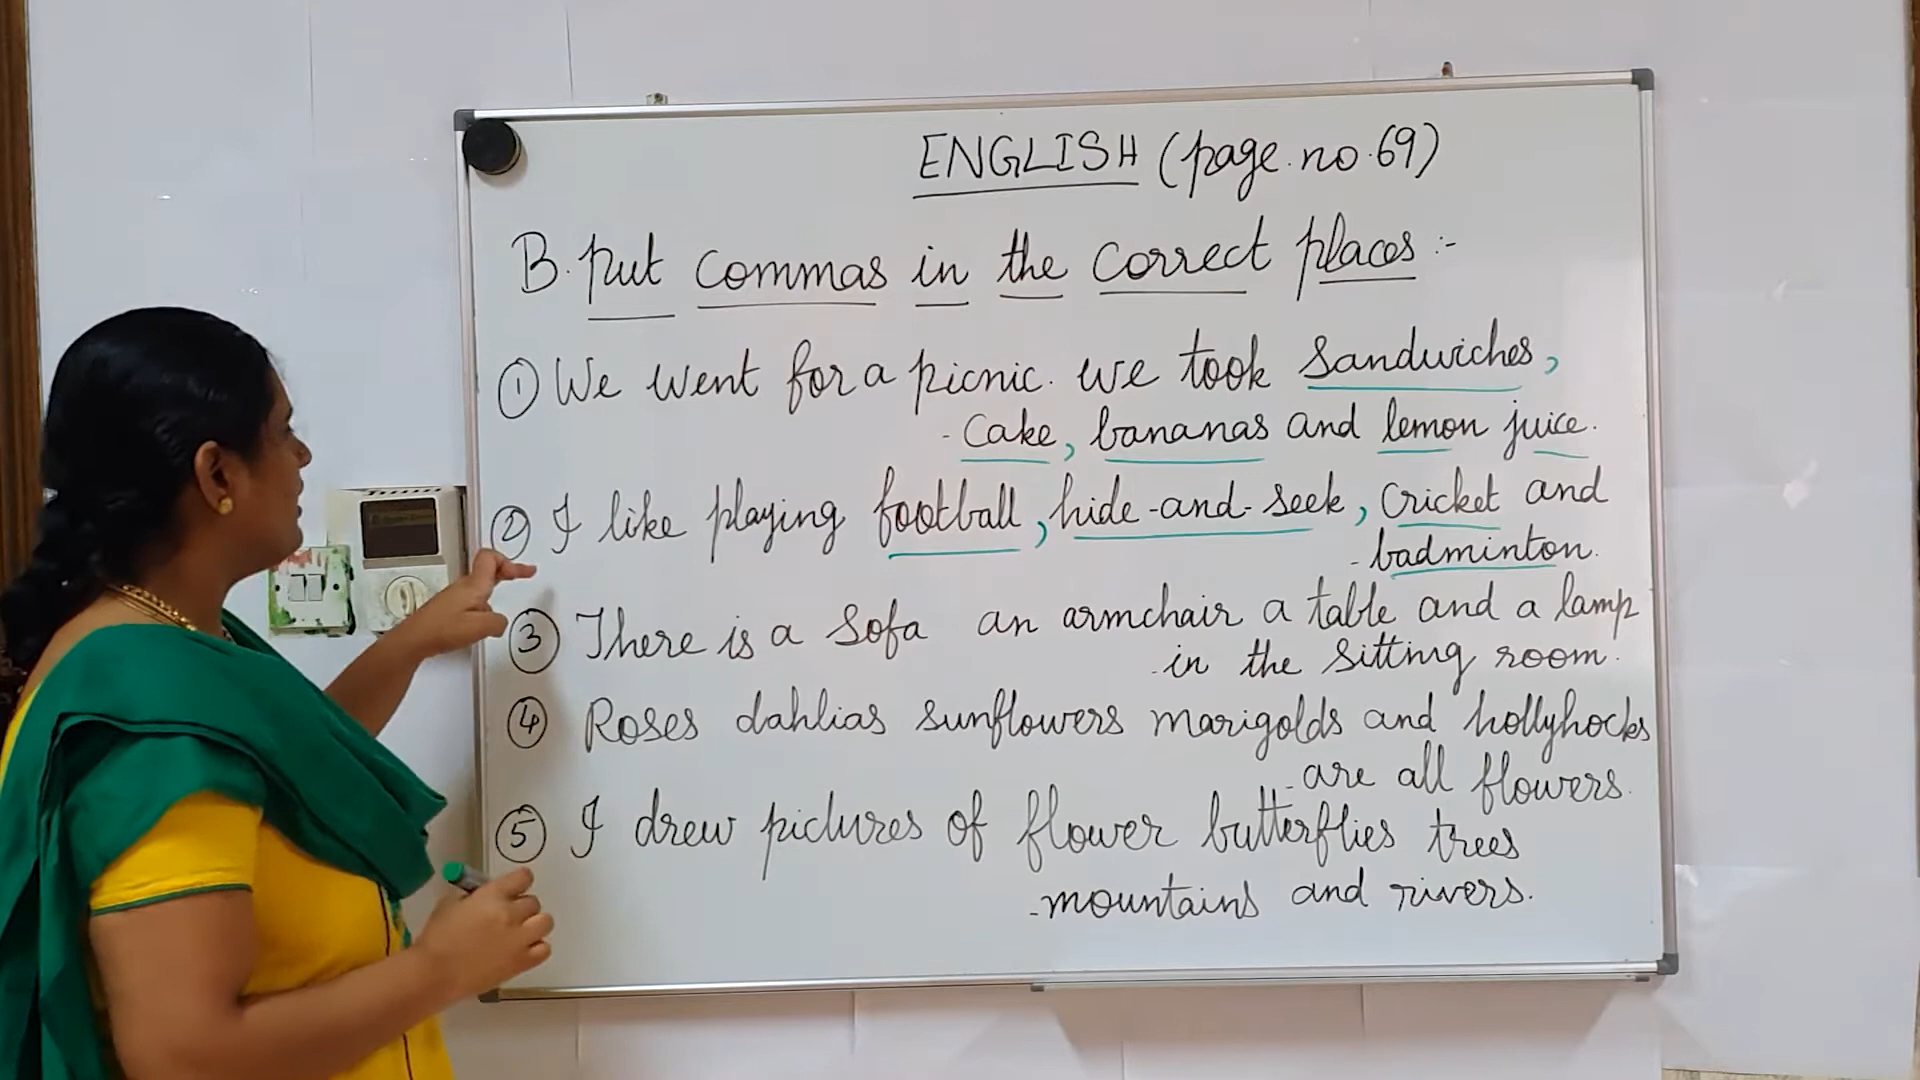 ENGLISH (page.no.69)
B. put commas in the correct places :-
① We went for a picnic. we took sandwiches,
- cake, bananas and lemon juice.
② I like playing football, hide-and-seek, cricket and
- badminton.
③ There is a sofa an armchair a table and a lamp
- in the sitting room.
④ Roses dahlias sunflowers marigolds and hollyhocks
- are all flowers.
⑤ I drew pictures of flower butterflies trees
- mountains and rivers.